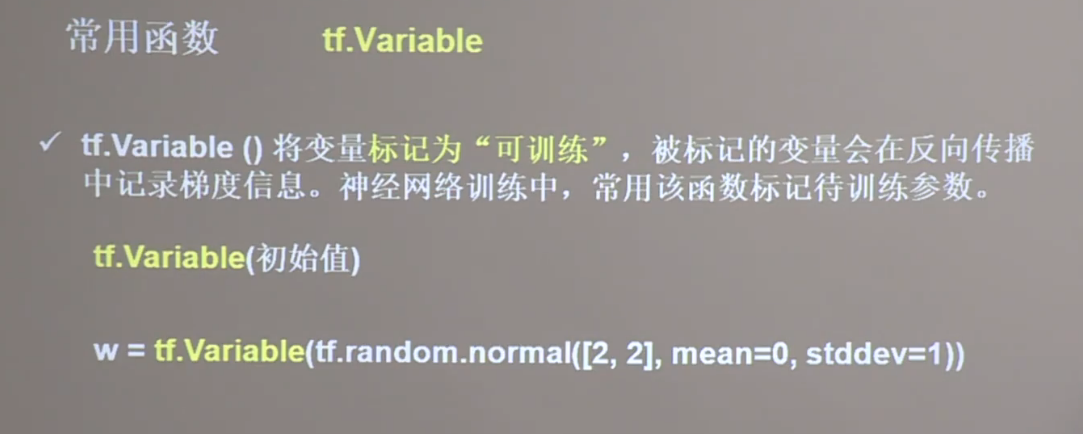 常用函数 tf.Variable
✓ tf.Variable () 将变量标记为“可训练”，被标记的变量会在反向传播
中记录梯度信息。神经网络训练中，常用该函数标记待训练参数。
tf.Variable(初始值)
w = tf.Variable(tf.random.normal([2, 2], mean=0, stddev=1))